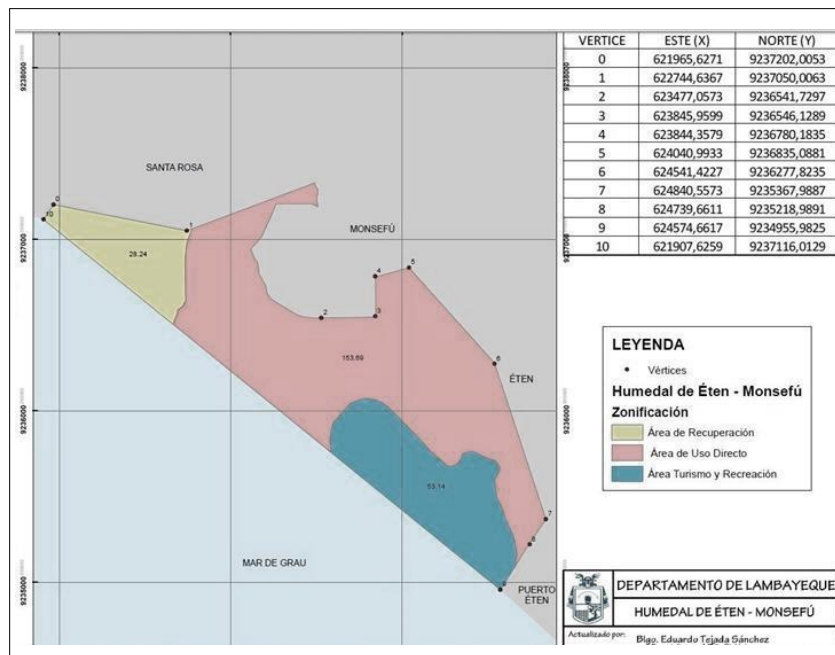 VERTICE ESTE (X) NORTE (Y)
0 621965,6271 9237202,0053
1 622744,6367 9237050,0063
2 623477,0573 9236541,7297
3 623845,9599 9236546,1289
4 623844,3579 9236780,1835
5 624040,9933 9236835,0881
6 624541,4227 9236277,8235
7 624840,5573 9235367,9887
8 624739,6611 9235218,9891
9 624574,6617 9234955,9825
10 621907,6259 9237116,0129
9238000
9238000
SANTA ROSA
0
10
1
9237000
9237000
MONSEFÚ
28.24
5
4
2
3
153.69
6
ÉTEN
9236000
9236000
53.14
7
8
9235000
9235000
MAR DE GRAU
PUERTO
ÉTEN
LEYENDA
Vértices
Humedal de Éten - Monsefú
Zonificación
Área de Recuperación
Área de Uso Directo
Área Turismo y Recreación
DEPARTAMENTO DE LAMBAYEQUE
HUMEDAL DE ÉTEN - MONSEFÚ
Actualizado por: Blgo. Eduardo Tejada Sánchez